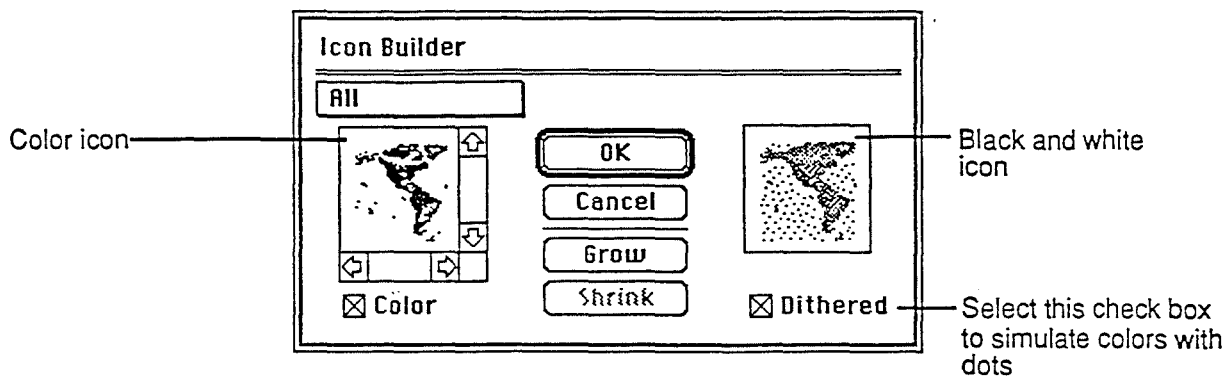 Icon Builder
All
Color icon
OK
Cancel
Grow
Shrink
Color
Black and white
icon
Dithered
Select this check box
to simulate colors with
dots